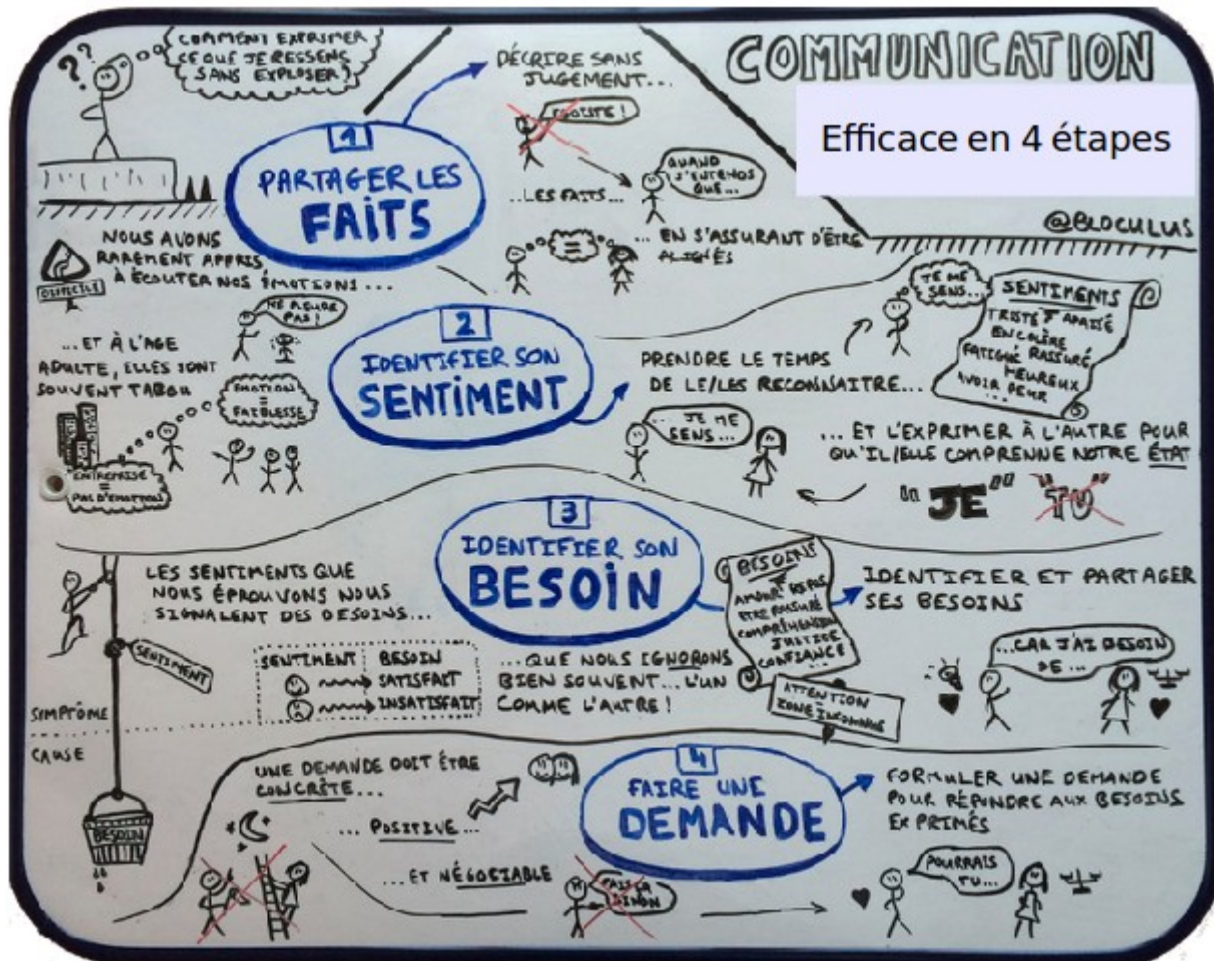 COMMUNICATION
Efficace en 4 étapes
@BLOCULUS
??
COMMENT EXPRIMER
CE QUE JE RESSENS
SANS EXPLOSER?
1
PARTAGER LES
FAITS
DÉCRIRE SANS
JUGEMENT...
EGOISTE !
...LES FAITS...
QUAND
J'ENTENDS
QUE...
... EN S'ASSURANT D'ÊTRE
ALIGNÉS
=
NOUS AVONS
RAREMENT APPRIS
À ÉCOUTER NOS ÉMOTIONS ...
DIFFICILE
NE PLEURE
PAS !
...ET À L'AGE
ADULTE, ELLES SONT
SOUVENT TABOU
ÉMOTION
=
FAIBLESSE
ENTREPRISE
=
PAS D'ÉMOTION
2
IDENTIFIER SON
SENTIMENT
PRENDRE LE TEMPS
DE LE/LES RECONNAITRE...
JE ME
SENS...
SENTIMENTS
TRISTE APAISÉ
EN COLÈRE
FATIGUÉ RASSURÉ
HEUREUX
AVOIR PEUR
...
... JE ME
SENS...
... ET L'EXPRIMER À L'AUTRE POUR
QU'IL/ELLE COMPRENNE NOTRE ÉTAT
"JE" "TU"
3
IDENTIFIER SON
BESOIN
LES SENTIMENTS QUE
NOUS ÉPROUVONS NOUS
SIGNALENT DES BESOINS...
SENTIMENT
SENTIMENT BESOIN
SATISFAIT
INSATISFAIT
...QUE NOUS IGNORONS
BIEN SOUVENT... L'UN
COMME L'AUTRE !
BESOINS
AMOUR REPOS
ETRE RASSURÉ
COMPRÉHENSION
JUSTICE
CONFIANCE
...
ATTENTION
ZONE INCONNUE
IDENTIFIER ET PARTAGER
SES BESOINS
...CAR J'AI BESOIN
DE ...
SYMPTÔME
CAUSE
BESOIN
4
FAIRE UNE
DEMANDE
UNE DEMANDE DOIT ÊTRE
CONCRÈTE...
... POSITIVE...
...ET NÉGOCIABLE
FAIS ÇA
SINON
FORMULER UNE DEMANDE
POUR RÉPONDRE AUX BESOINS
EXPRIMÉS
POURRAIS
TU...